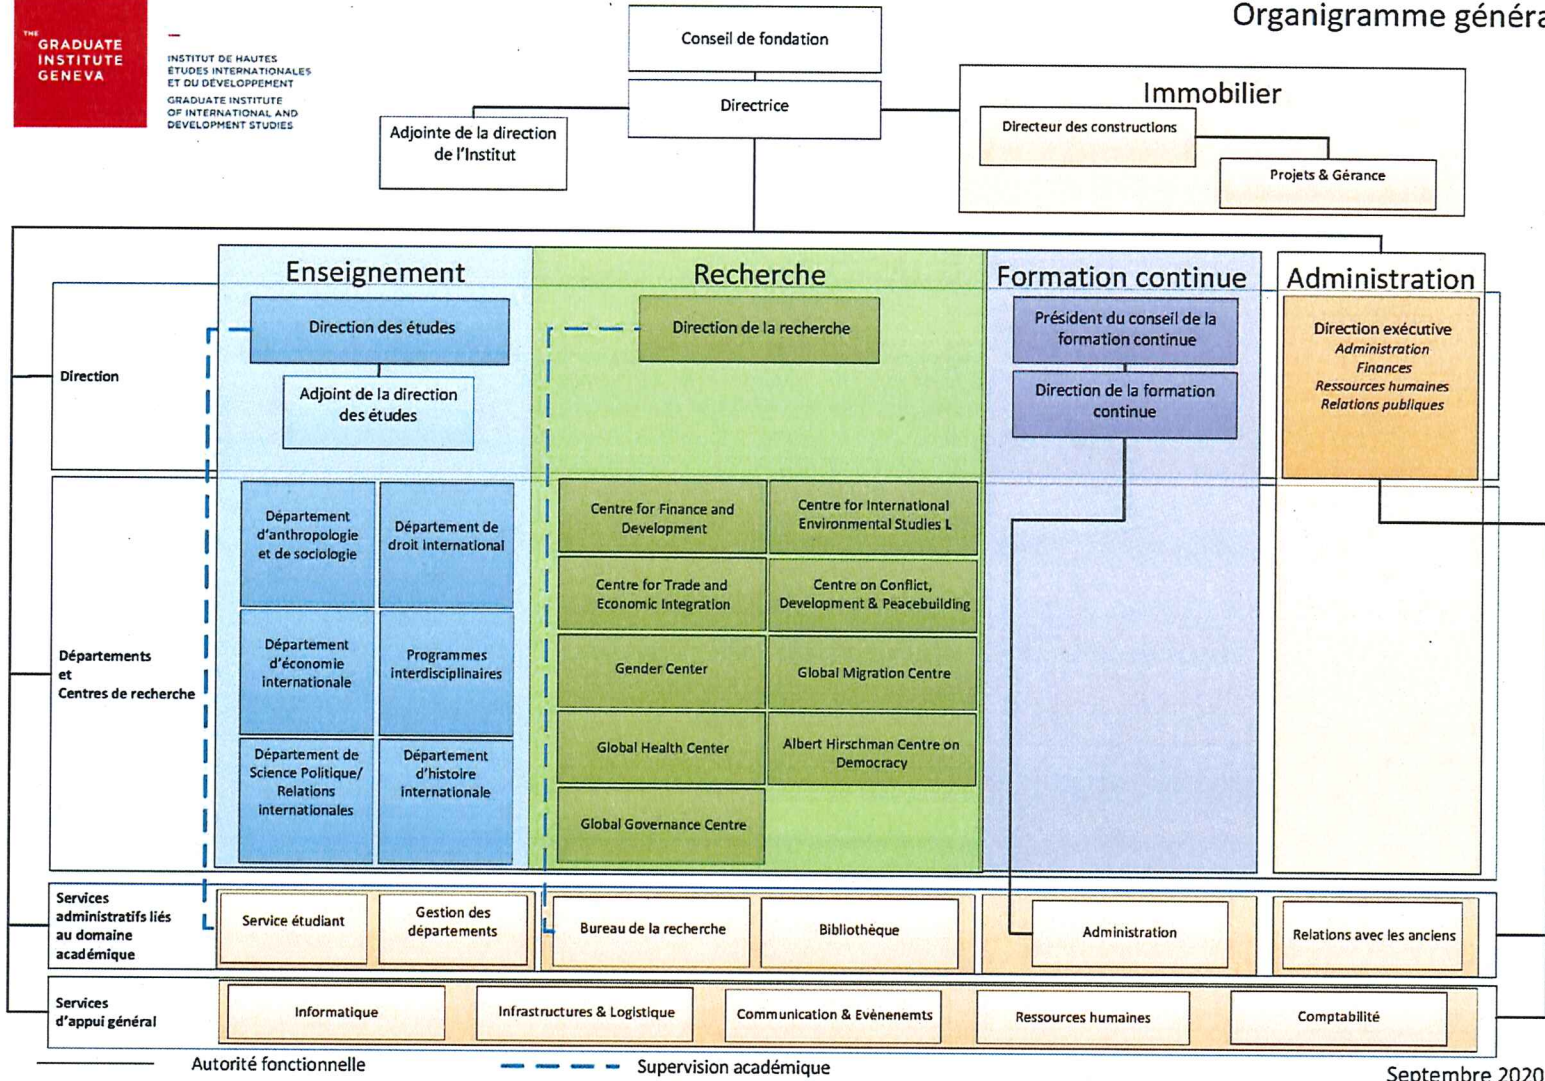 Organigramme généra
THE
GRADUATE
INSTITUTE
GENEVA
INSTITUT DE HAUTES
ÉTUDES INTERNATIONALES
ET DU DÉVELOPPEMENT
GRADUATE INSTITUTE
OF INTERNATIONAL AND
DEVELOPMENT STUDIES
Conseil de fondation
Directrice
Adjointe de la direction
de l'Institut
Immobilier
Directeur des constructions
Projets & Gérance
Enseignement
Recherche
Formation continue
Administration
Direction
Direction des études
Adjoint de la direction
des études
Direction de la recherche
Président du conseil de la
formation continue
Direction de la formation
continue
Direction exécutive
Administration
Finances
Ressources humaines
Relations publiques
Départements
et
Centres de recherche
Département
d'anthropologie
et de sociologie
Département de
droit international
Département
d'économie
internationale
Programmes
interdisciplinaires
Département de
Science Politique/
Relations
internationales
Département
d'histoire
internationale
Centre for Finance and
Development
Centre for International
Environmental Studies L
Centre for Trade and
Economic Integration
Centre on Conflict,
Development & Peacebuilding
Gender Center
Global Migration Centre
Global Health Center
Albert Hirschman Centre on
Democracy
Global Governance Centre
Services
administratifs liés
au domaine
académique
Service étudiant
Gestion des
départements
Bureau de la recherche
Bibliothèque
Administration
Relations avec les anciens
Services
d'appui général
Informatique
Infrastructures & Logistique
Communication & Evènenemts
Ressources humaines
Comptabilité
Autorité fonctionnelle
Supervision académique
Septembre 2020